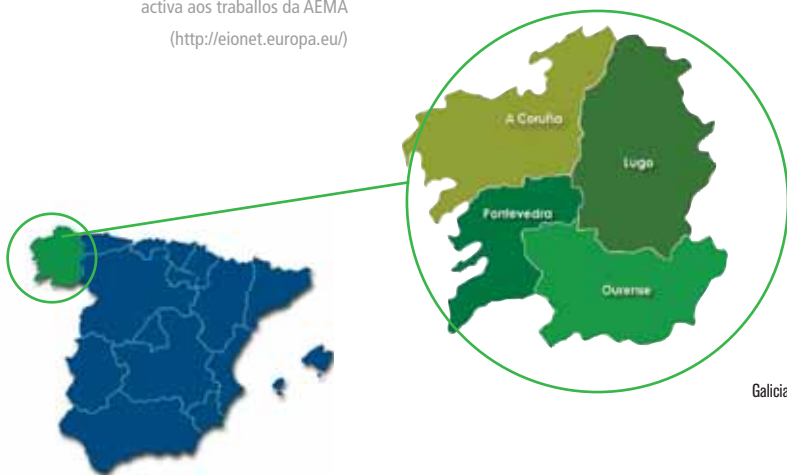 activa aos traballos da AEMA
(http://eionet.europa.eu/)
A Coruña
Lugo
Pontevedra
Ourense
Galicia